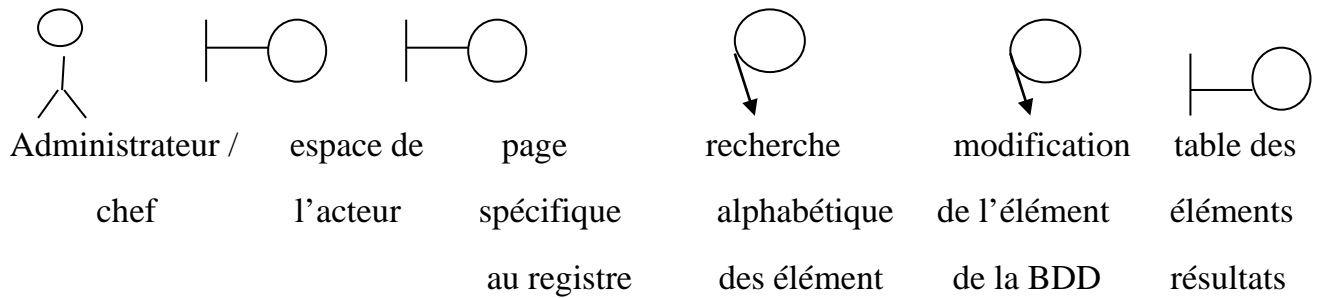 Administrateur / espace de page recherche modification table des
chef l’acteur spécifique alphabétique de l’élément éléments
au registre des élément de la BDD résultats